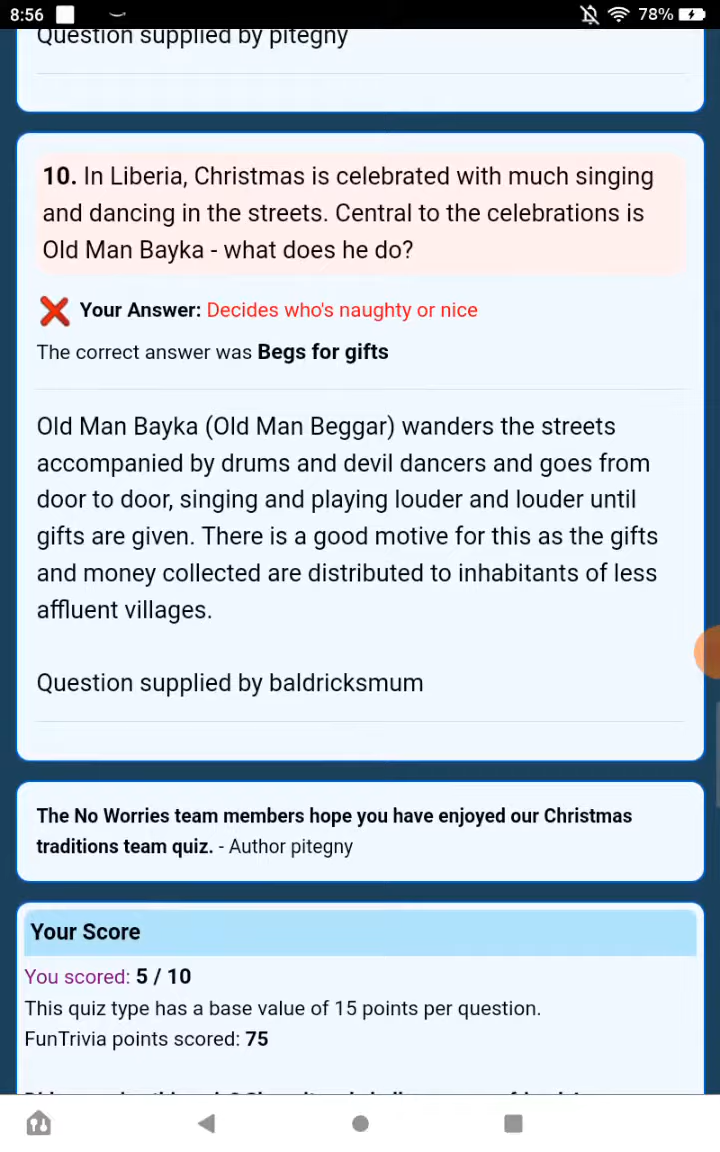 8:56
78%
Question supplied by pitegny
10. In Liberia, Christmas is celebrated with much singing
and dancing in the streets. Central to the celebrations is
Old Man Bayka - what does he do?
Your Answer: Decides who's naughty or nice
The correct answer was Begs for gifts
Old Man Bayka (Old Man Beggar) wanders the streets
accompanied by drums and devil dancers and goes from
door to door, singing and playing louder and louder until
gifts are given. There is a good motive for this as the gifts
and money collected are distributed to inhabitants of less
affluent villages.
Question supplied by baldricksmum
The No Worries team members hope you have enjoyed our Christmas
traditions team quiz. - Author pitegny
Your Score
You scored: 5 / 10
This quiz type has a base value of 15 points per question.
FunTrivia points scored: 75